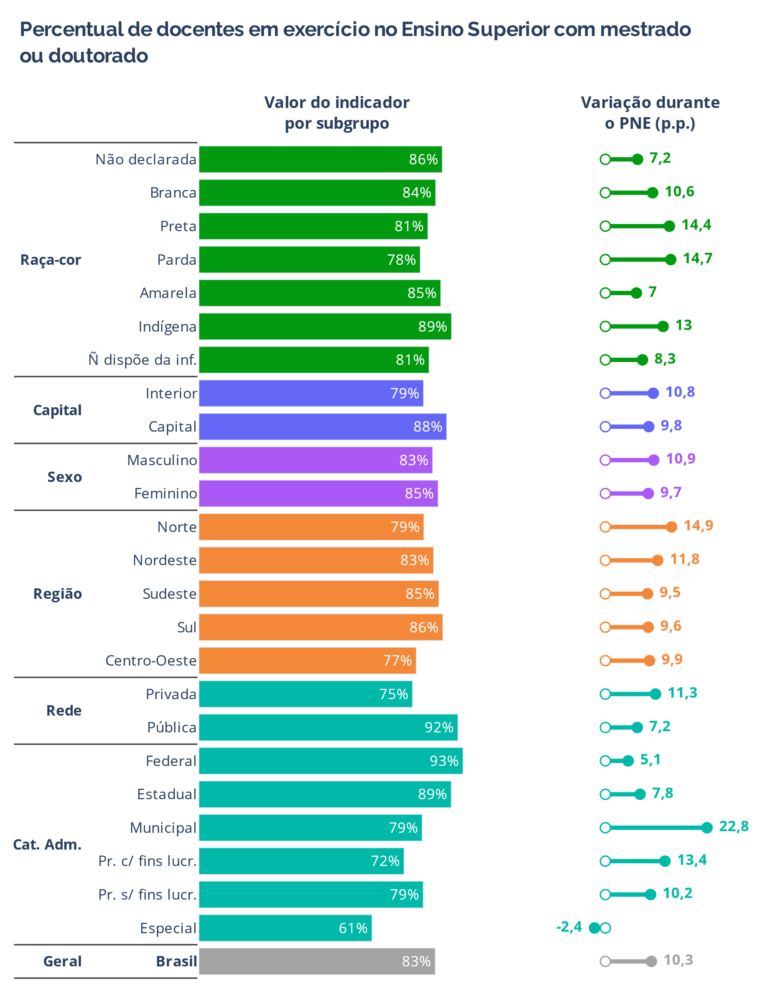 Percentual de docentes em exercício no Ensino Superior com mestrado
ou doutorado
Valor do indicador
por subgrupo
Variação durante
o PNE (p.p.)
Raça-cor
Não declarada 86% 7,2
Branca 84% 10,6
Preta 81% 14,4
Parda 78% 14,7
Amarela 85% 7
Indígena 89% 13
Ñ dispõe da inf. 81% 8,3
Capital
Interior 79% 10,8
Capital 88% 9,8
Sexo
Masculino 83% 10,9
Feminino 85% 9,7
Região
Norte 79% 14,9
Nordeste 83% 11,8
Sudeste 85% 9,5
Sul 86% 9,6
Centro-Oeste 77% 9,9
Rede
Privada 75% 11,3
Pública 92% 7,2
Cat. Adm.
Federal 93% 5,1
Estadual 89% 7,8
Municipal 79% 22,8
Pr. c/ fins lucr. 72% 13,4
Pr. s/ fins lucr. 79% 10,2
Especial 61% -2,4
Geral Brasil 83% 10,3